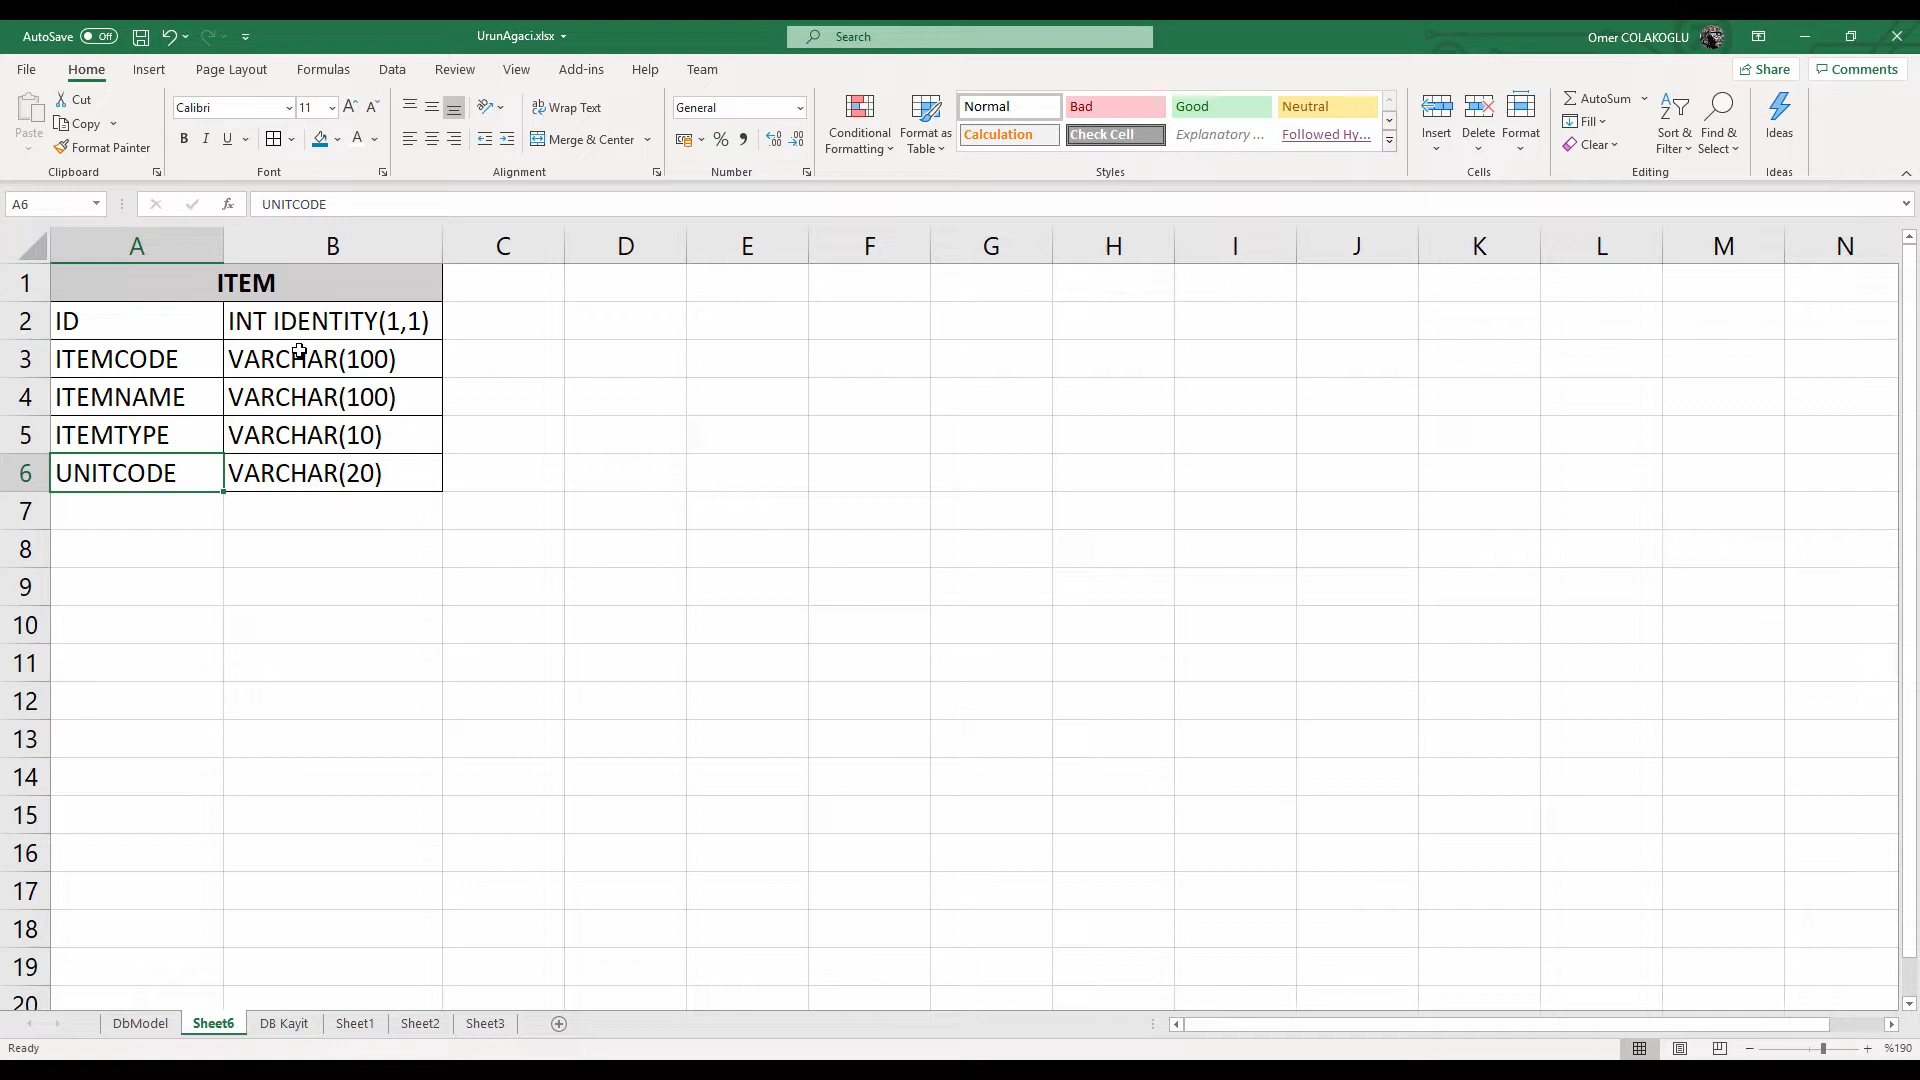 AutoSave Off UrunAgaci.xlsx Search Omer COLAKOGLU
File Home Insert Page Layout Formulas Data Review View Add-ins Help Team Share Comments
Paste Cut Calibri 11 Wrap Text General Conditional Formatting Format as Table Normal Bad Good Neutral Insert Delete Format AutoSum Sort & Filter Find & Select Ideas
Copy Fill
Format Painter B I U A Merge & Center % Calculation Check Cell Explanatory ... Followed Hy... Clear
Clipboard Font Alignment Number Styles Cells Editing Ideas
A6 fx UNITCODE
A B C D E F G H I J K L M N
1 ITEM
2 ID INT IDENTITY(1,1)
3 ITEMCODE VARCHAR(100)
4 ITEMNAME VARCHAR(100)
5 ITEMTYPE VARCHAR(10)
6 UNITCODE VARCHAR(20)
7
8
9
10
11
12
13
14
15
16
17
18
19
20
DbModel Sheet6 DB Kayit Sheet1 Sheet2 Sheet3
Ready %190